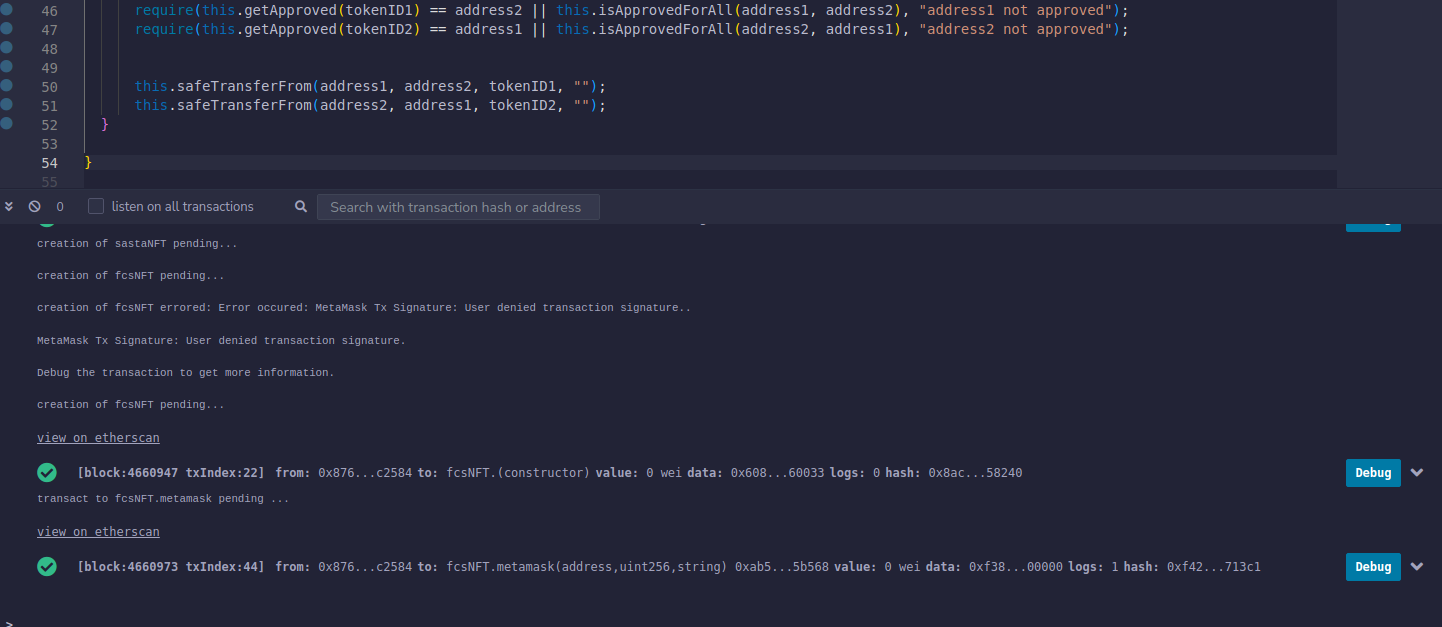 46 require(this.getApproved(tokenID1) == address2 || this.isApprovedForAll(address1, address2), "address1 not approved");
47 require(this.getApproved(tokenID2) == address1 || this.isApprovedForAll(address2, address1), "address2 not approved");
48
49
50 this.safeTransferFrom(address1, address2, tokenID1, "");
51 this.safeTransferFrom(address2, address1, tokenID2, "");
52 }
53
54 }
55
0 listen on all transactions Search with transaction hash or address
creation of sastaNFT pending...
creation of fcsNFT pending...
creation of fcsNFT errored: Error occured: MetaMask Tx Signature: User denied transaction signature..
MetaMask Tx Signature: User denied transaction signature.
Debug the transaction to get more information.
creation of fcsNFT pending...
view on etherscan
[block:4660947 txIndex:22] from: 0x876...c2584 to: fcsNFT.(constructor) value: 0 wei data: 0x608...60033 logs: 0 hash: 0x8ac...58240 Debug
transact to fcsNFT.metamask pending ...
view on etherscan
[block:4660973 txIndex:44] from: 0x876...c2584 to: fcsNFT.metamask(address,uint256,string) 0xab5...5b568 value: 0 wei data: 0xf38...00000 logs: 1 hash: 0xf42...713c1 Debug
>